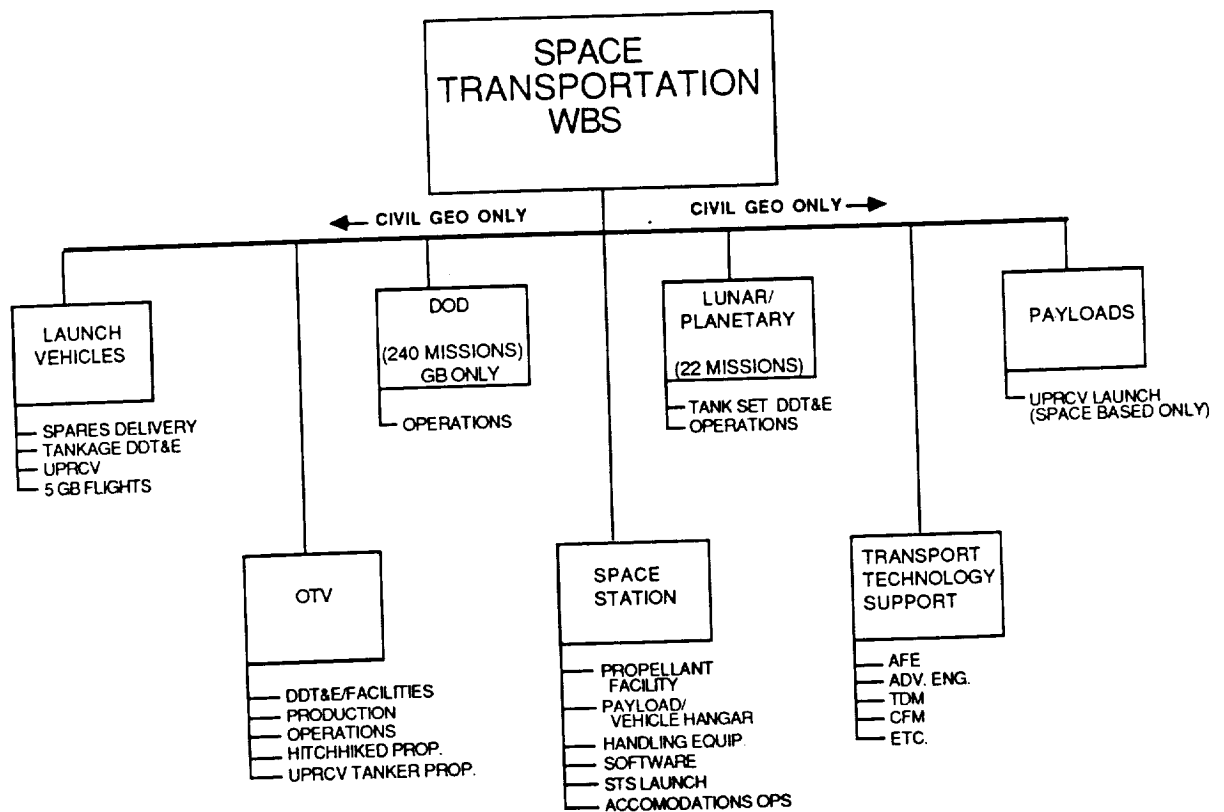 SPACE
TRANSPORTATION
WBS
CIVIL GEO ONLY
CIVIL GEO ONLY
LAUNCH
VEHICLES
SPARES DELIVERY
TANKAGE DDT&E
UPRCV
5 GB FLIGHTS
DOD
(240 MISSIONS)
GB ONLY
OPERATIONS
LUNAR/
PLANETARY
(22 MISSIONS)
TANK SET DDT&E
OPERATIONS
PAYLOADS
UPRCV LAUNCH
(SPACE BASED ONLY)
OTV
DDT&E/FACILITIES
PRODUCTION
OPERATIONS
HITCHHIKED PROP.
UPRCV TANKER PROP.
SPACE
STATION
PROPELLANT
FACILITY
PAYLOAD/
VEHICLE HANGAR
HANDLING EQUIP.
SOFTWARE
STS LAUNCH
ACCOMODATIONS OPS
TRANSPORT
TECHNOLOGY
SUPPORT
AFE
ADV. ENG.
TDM
CFM
ETC.